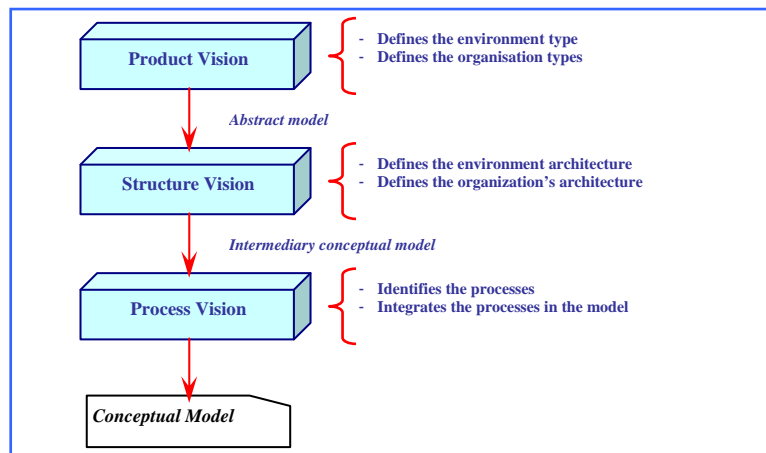 Product Vision
- Defines the environment type
- Defines the organisation types
Abstract model
Structure Vision
- Defines the environment architecture
- Defines the organization's architecture
Intermediary conceptual model
Process Vision
- Identifies the processes
- Integrates the processes in the model
Conceptual Model